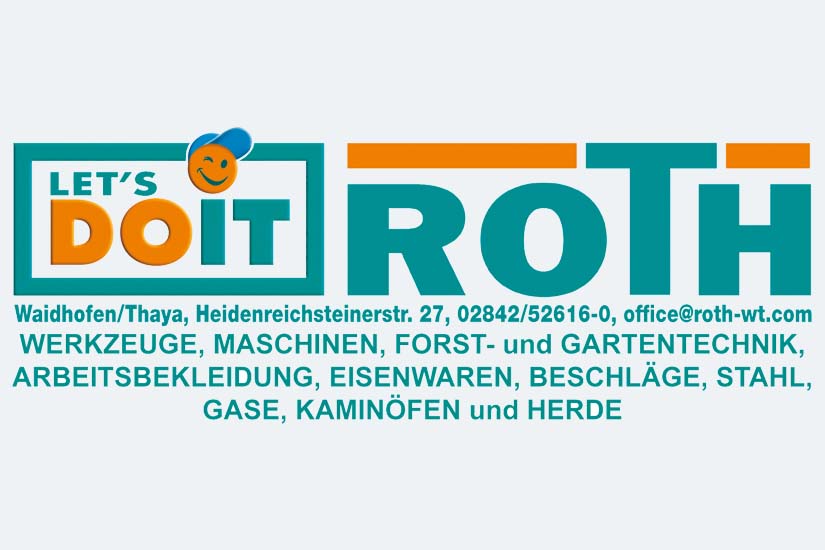 LET'S
DOIT
ROTH
Waidhofen/Thaya, Heidenreichsteinerstr. 27, 02842/52616-0, office@roth-wt.com
WERKZEUGE, MASCHINEN, FORST- und GARTENTECHNIK,
ARBEITSBEKLEIDUNG, EISENWAREN, BESCHLÄGE, STAHL,
GASE, KAMINÖFEN und HERDE